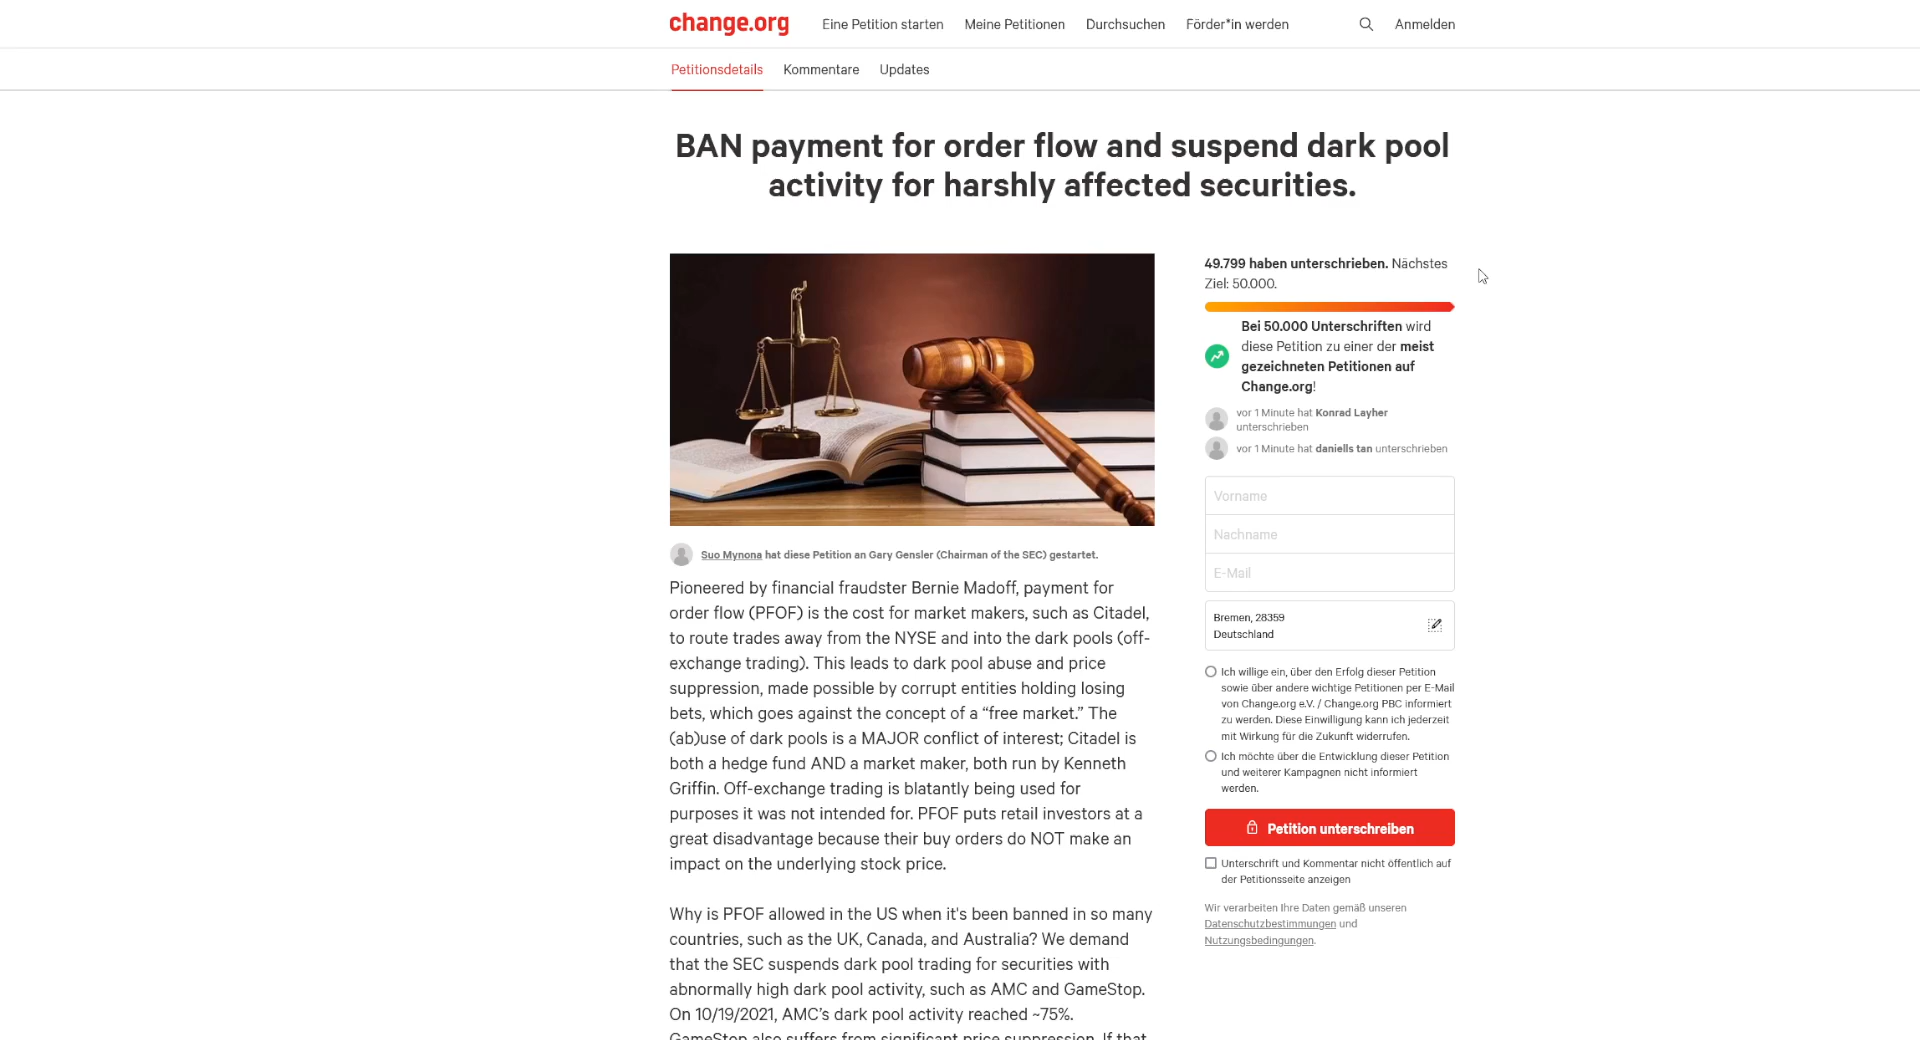 change.org
Eine Petition starten
Meine Petitionen
Durchsuchen
Förder*in werden
Anmelden
Petitionsdetails
Kommentare
Updates
BAN payment for order flow and suspend dark pool
activity for harshly affected securities.
49.799 haben unterschrieben. Nächstes
Ziel: 50.000.
Bei 50.000 Unterschriften wird
diese Petition zu einer der meist
gezeichneten Petitionen auf
Change.org!
vor 1 Minute hat Konrad Layher
unterschrieben
vor 1 Minute hat daniells tan unterschrieben
Vorname
Nachname
E-Mail
Bremen, 28359
Deutschland
Ich willige ein, über den Erfolg dieser Petition
sowie über andere wichtige Petitionen per E-Mail
von Change.org e.V. / Change.org PBC informiert
zu werden. Diese Einwilligung kann ich jederzeit
mit Wirkung für die Zukunft widerrufen.
Ich möchte über die Entwicklung dieser Petition
und weiterer Kampagnen nicht informiert
werden.
Petition unterschreiben
Unterschrift und Kommentar nicht öffentlich auf
der Petitionsseite anzeigen
Wir verarbeiten Ihre Daten gemäß unseren
Datenschutzbestimmungen und
Nutzungsbedingungen.
Suo Mynona hat diese Petition an Gary Gensler (Chairman of the SEC) gestartet.
Pioneered by financial fraudster Bernie Madoff, payment for
order flow (PFOF) is the cost for market makers, such as Citadel,
to route trades away from the NYSE and into the dark pools (off-
exchange trading). This leads to dark pool abuse and price
suppression, made possible by corrupt entities holding losing
bets, which goes against the concept of a “free market.” The
(ab)use of dark pools is a MAJOR conflict of interest; Citadel is
both a hedge fund AND a market maker, both run by Kenneth
Griffin. Off-exchange trading is blatantly being used for
purposes it was not intended for. PFOF puts retail investors at a
great disadvantage because their buy orders do NOT make an
impact on the underlying stock price.
Why is PFOF allowed in the US when it's been banned in so many
countries, such as the UK, Canada, and Australia? We demand
that the SEC suspends dark pool trading for securities with
abnormally high dark pool activity, such as AMC and GameStop.
On 10/19/2021, AMC’s dark pool activity reached ~75%.
GameStop also suffers from significant price suppression. If that